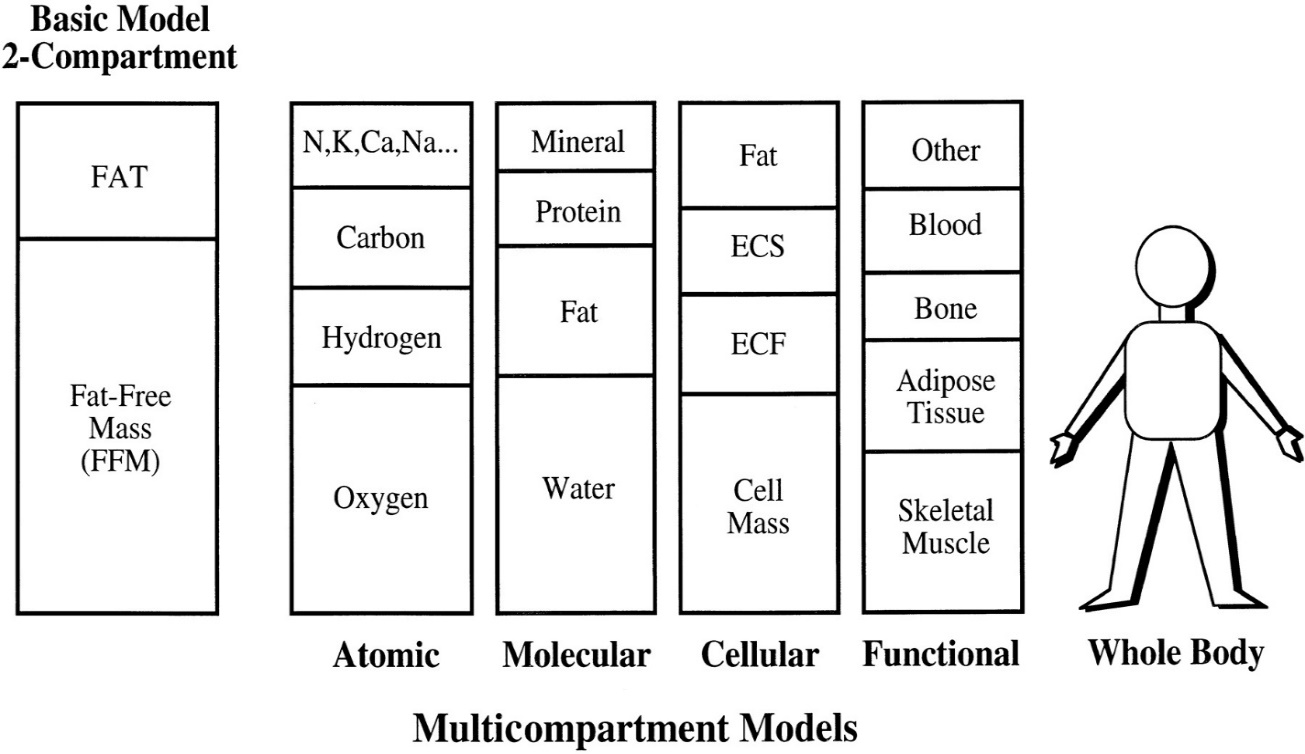 Basic Model
2-Compartment
FAT
Fat-Free
Mass
(FFM)
N,K,Ca,Na...
Carbon
Hydrogen
Oxygen
Atomic
Mineral
Protein
Fat
Water
Molecular
Fat
ECS
ECF
Cell
Mass
Cellular
Other
Blood
Bone
Adipose
Tissue
Skeletal
Muscle
Functional
Whole Body
Multicompartment Models